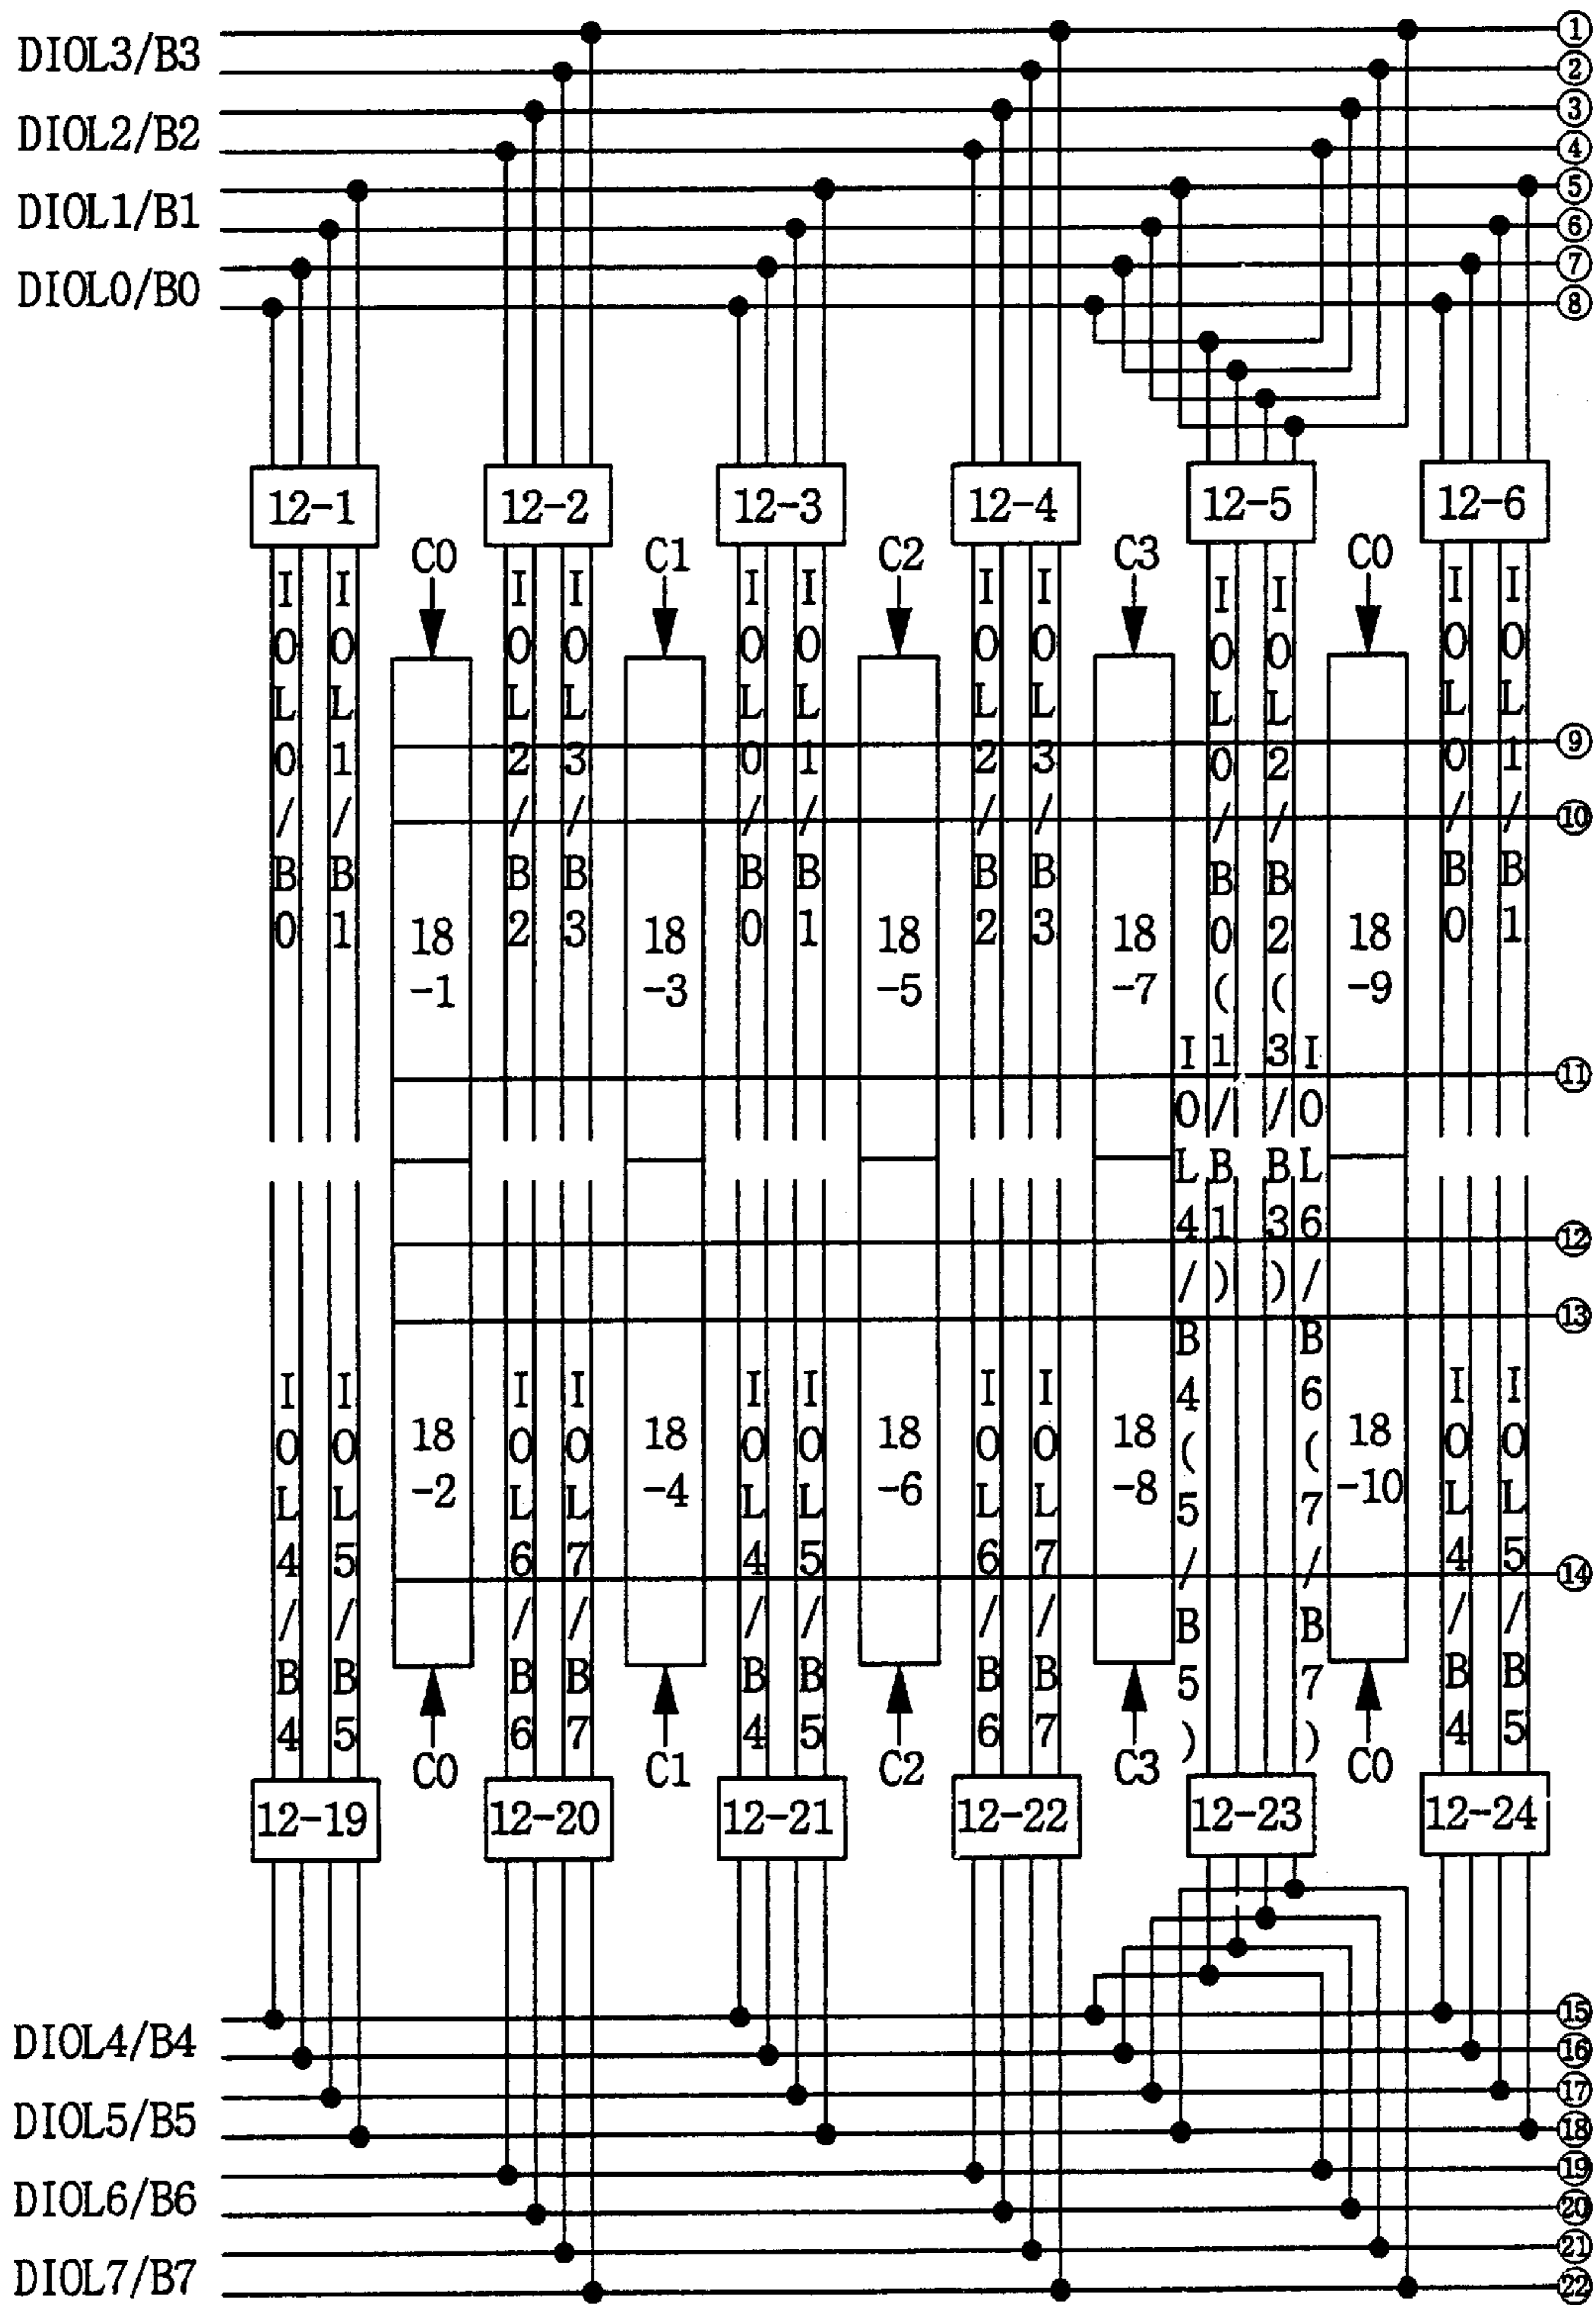 DIOL3/B3
①
②
DIOL2/B2
③
④
DIOL1/B1
⑤
⑥
DIOL0/B0
⑦
⑧
12-1
12-2
12-3
12-4
12-5
12-6
C0
C1
C2
C3
C0
IOL0/B0
IOL1/B1
IOL2/B2
IOL3/B3
IOL0/B0
IOL1/B1
IOL2/B2
IOL3/B3
IOL0/B0(1/B1)
IOL2/B2(3/B3)
IOL0/B0
IOL1/B1
⑨
⑩
18
-1
18
-3
18
-5
18
-7
18
-9
⑪
⑫
⑬
IOL4/B4
IOL5/B5
IOL6/B6
IOL7/B7
IOL4/B4
IOL5/B5
IOL6/B6
IOL7/B7
IOL4/B4(5/B5)
IOL6/B6(7/B7)
IOL4/B4
IOL5/B5
18
-2
18
-4
18
-6
18
-8
18
-10
⑭
C0
C1
C2
C3
C0
12-19
12-20
12-21
12-22
12-23
12-24
DIOL4/B4
⑮
⑯
DIOL5/B5
⑰
⑱
DIOL6/B6
⑲
⑳
DIOL7/B7
㉑
㉒